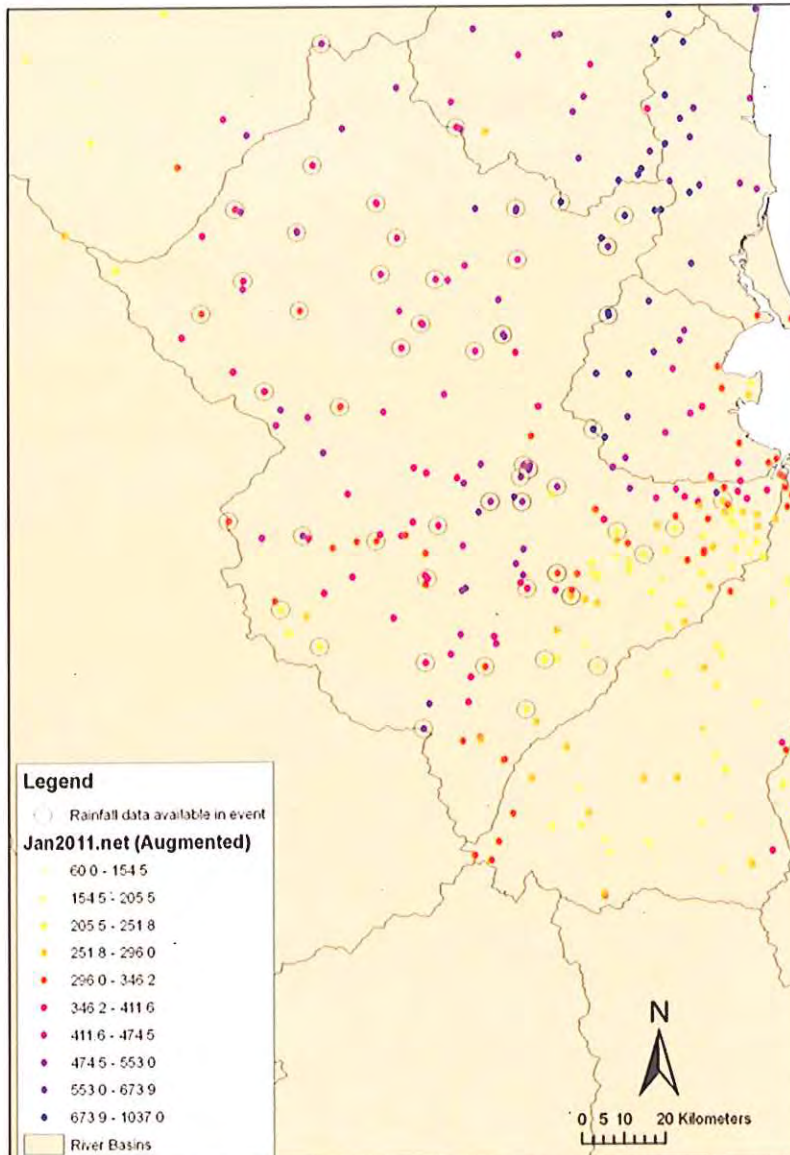 Legend
Rainfall data available in event
Jan2011.net (Augmented)
60 0 - 154 5
154 5 - 205 5
205 5 - 251 8
251 8 - 296 0
296 0 - 346 2
346 2 - 411 6
411.6 - 474 5
474 5 - 553 0
553 0 - 673 9
673 9 - 1037 0
River Basins
N
0 5 10 20 Kilometers